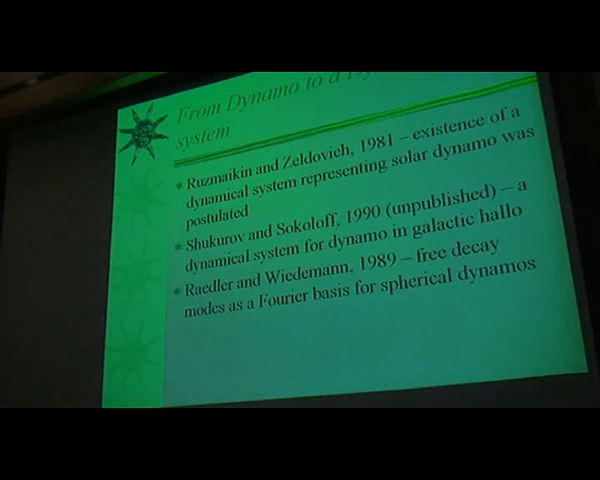 From Dynamo to a
system
* Ruzmaikin and Zeldovich, 1981 – existence of a
dynamical system representing solar dynamo was
postulated
* Shukurov and Sokoloff, 1990 (unpublished) – a
dynamical system for dynamo in galactic hallo
* Raedler and Wiedemann, 1989 – free decay
modes as a Fourier basis for spherical dynamos